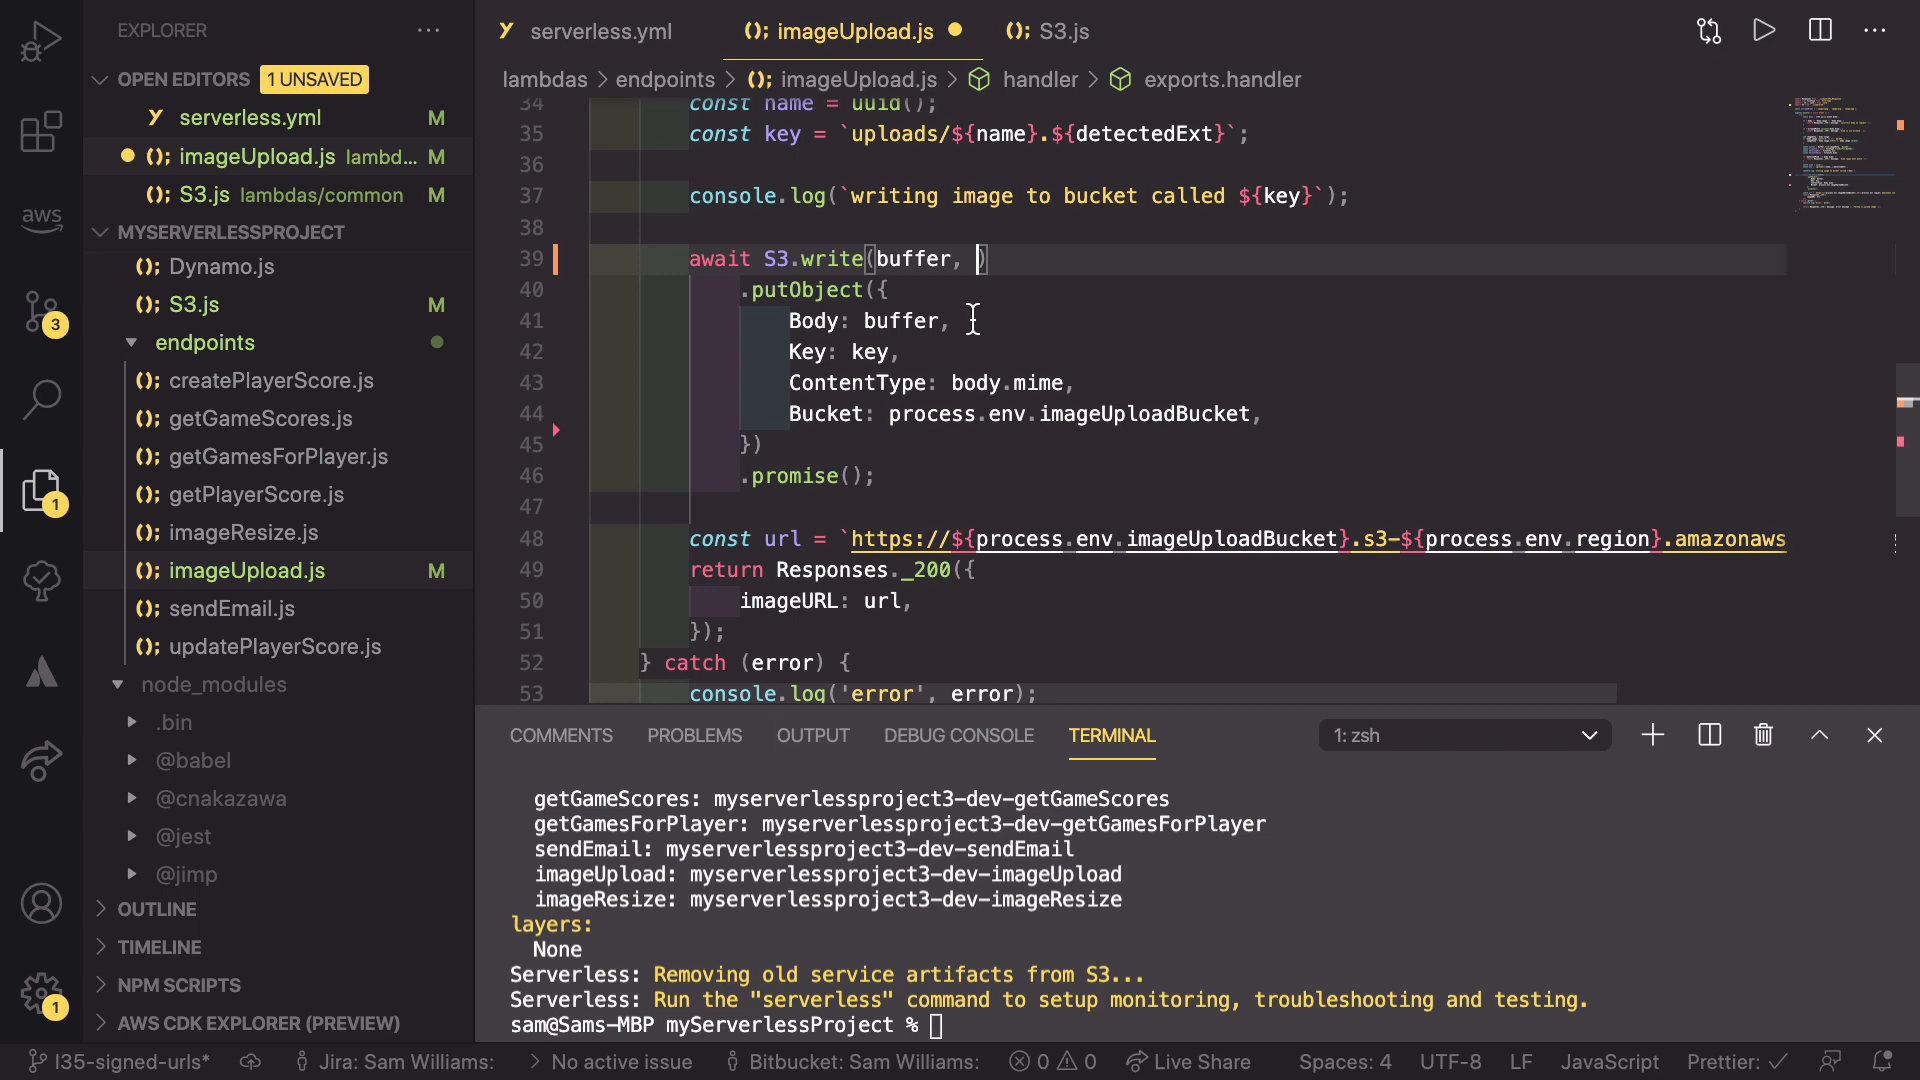 EXPLORER
OPEN EDITORS 1 UNSAVED
serverless.yml M
imageUpload.js lambd... M
S3.js lambdas/common M
MYSERVERLESSPROJECT
Dynamo.js
S3.js M
endpoints
createPlayerScore.js
getGameScores.js
getGamesForPlayer.js
getPlayerScore.js
imageResize.js
imageUpload.js M
sendEmail.js
updatePlayerScore.js
node_modules
.bin
@babel
@cnakazawa
@jest
@jimp
OUTLINE
TIMELINE
NPM SCRIPTS
AWS CDK EXPLORER (PREVIEW)
aws
3
1
1
serverless.yml imageUpload.js S3.js
lambdas > endpoints > imageUpload.js > handler > exports.handler
34 const name = uuid();
35 const key = `uploads/${name}.${detectedExt}`;
36
37 console.log(`writing image to bucket called ${key}`);
38
39 await S3.write(buffer, )
40 .putObject({
41 Body: buffer,
42 Key: key,
43 ContentType: body.mime,
44 Bucket: process.env.imageUploadBucket,
45 })
46 .promise();
47
48 const url = `https://${process.env.imageUploadBucket}.s3-${process.env.region}.amazonaws
49 return Responses._200({
50 imageURL: url,
51 });
52 } catch (error) {
53 console.log('error', error);
COMMENTS PROBLEMS OUTPUT DEBUG CONSOLE TERMINAL 1: zsh
getGameScores: myserverlessproject3-dev-getGameScores
getGamesForPlayer: myserverlessproject3-dev-getGamesForPlayer
sendEmail: myserverlessproject3-dev-sendEmail
imageUpload: myserverlessproject3-dev-imageUpload
imageResize: myserverlessproject3-dev-imageResize
layers:
None
Serverless: Removing old service artifacts from S3...
Serverless: Run the "serverless" command to setup monitoring, troubleshooting and testing.
sam@Sams-MBP myServerlessProject %
l35-signed-urls* Jira: Sam Williams: No active issue Bitbucket: Sam Williams: 0 0 Live Share Spaces: 4 UTF-8 LF JavaScript Prettier: ✓